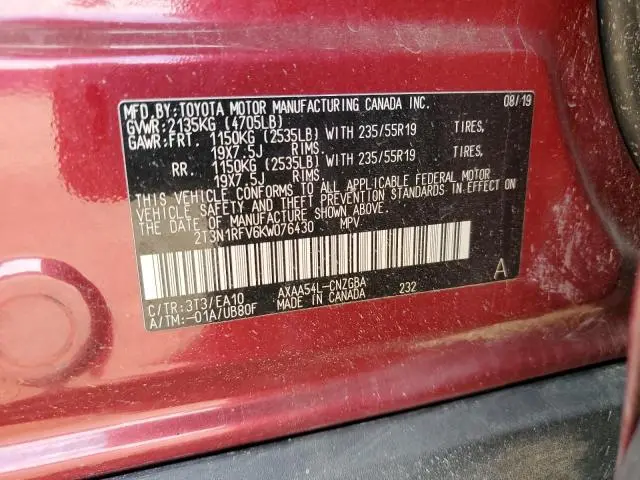 MFD.BY:TOYOTA MOTOR MANUFACTURING CANADA INC. 08/19
GVWR:2135KG (4705LB)
GAWR:FRT. 1150KG (2535LB) WITH 235/55R19 TIRES,
19X7.5J RIMS
RR. 1150KG (2535LB) WITH 235/55R19 TIRES,
19X7.5J RIMS
THIS VEHICLE CONFORMS TO ALL APPLICABLE FEDERAL MOTOR
VEHICLE SAFETY AND THEFT PREVENTION STANDARDS IN EFFECT ON
THE DATE OF MANUFACTURE SHOWN ABOVE.
2T3N1RFV6KW076430 MPV
A
C/TR:3T3/EA10 AXAA54L-CNZGBA 232
A/TM:-01A/UB80F MADE IN CANADA